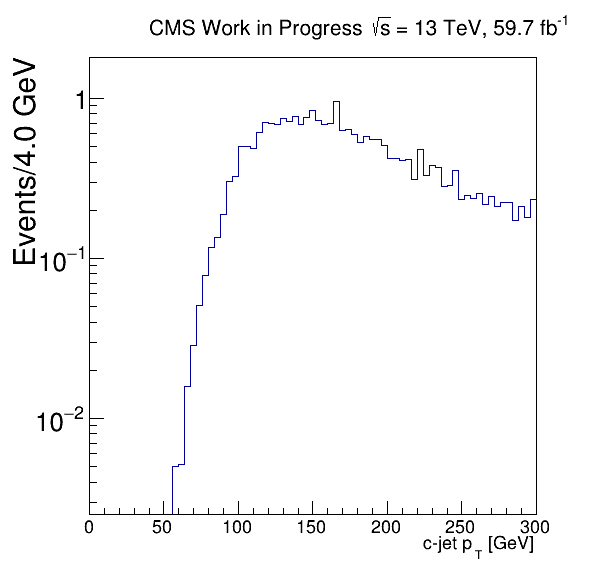 CMS Work in Progress √s = 13 TeV, 59.7 fb⁻¹
Events/4.0 GeV
1
10⁻¹
10⁻²
0 50 100 150 200 250 300
c-jet p_T [GeV]